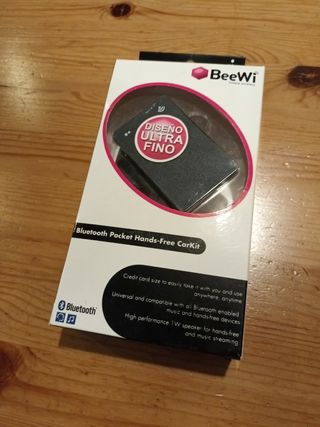 BeeWi
DISEÑO
ULTRA
FINO
Bluetooth Pocket Hands-Free CarKit
Credit card size to easily take it with you and use
anywhere, anytime
Universal and compatible with all Bluetooth enabled
music and hands-free devices
High performance 1W speaker for hands-free
and music streaming
Bluetooth